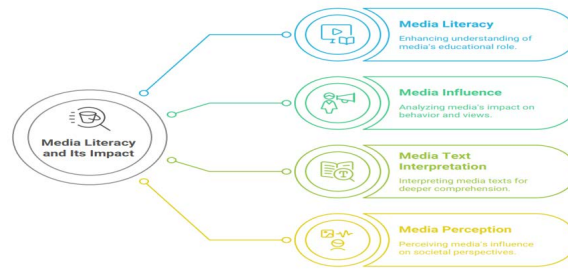 Media Literacy
and Its Impact
Media Literacy
Enhancing understanding of
media's educational role.
Media Influence
Analyzing media's impact on
behavior and views.
Media Text
Interpretation
Interpreting media texts for
deeper comprehension.
Media Perception
Perceiving media's influence
on societal perspectives.